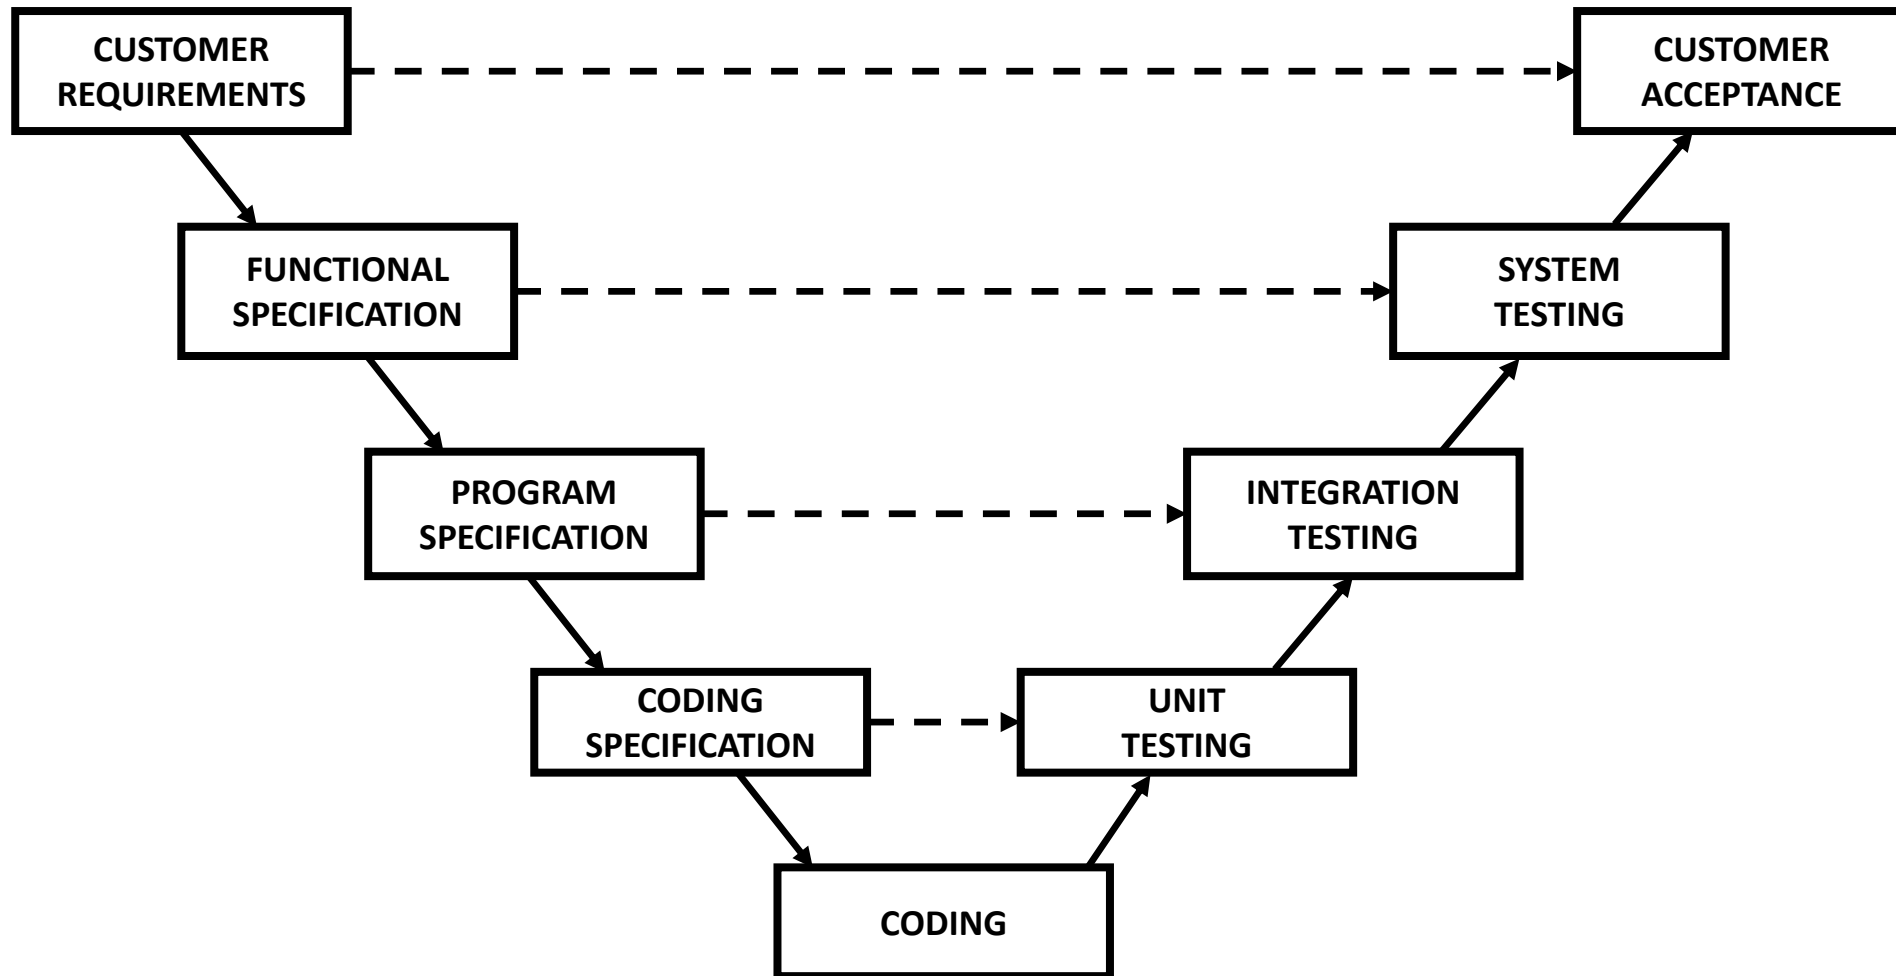 CUSTOMER
REQUIREMENTS
CUSTOMER
ACCEPTANCE
FUNCTIONAL
SPECIFICATION
SYSTEM
TESTING
PROGRAM
SPECIFICATION
INTEGRATION
TESTING
CODING
SPECIFICATION
UNIT
TESTING
CODING